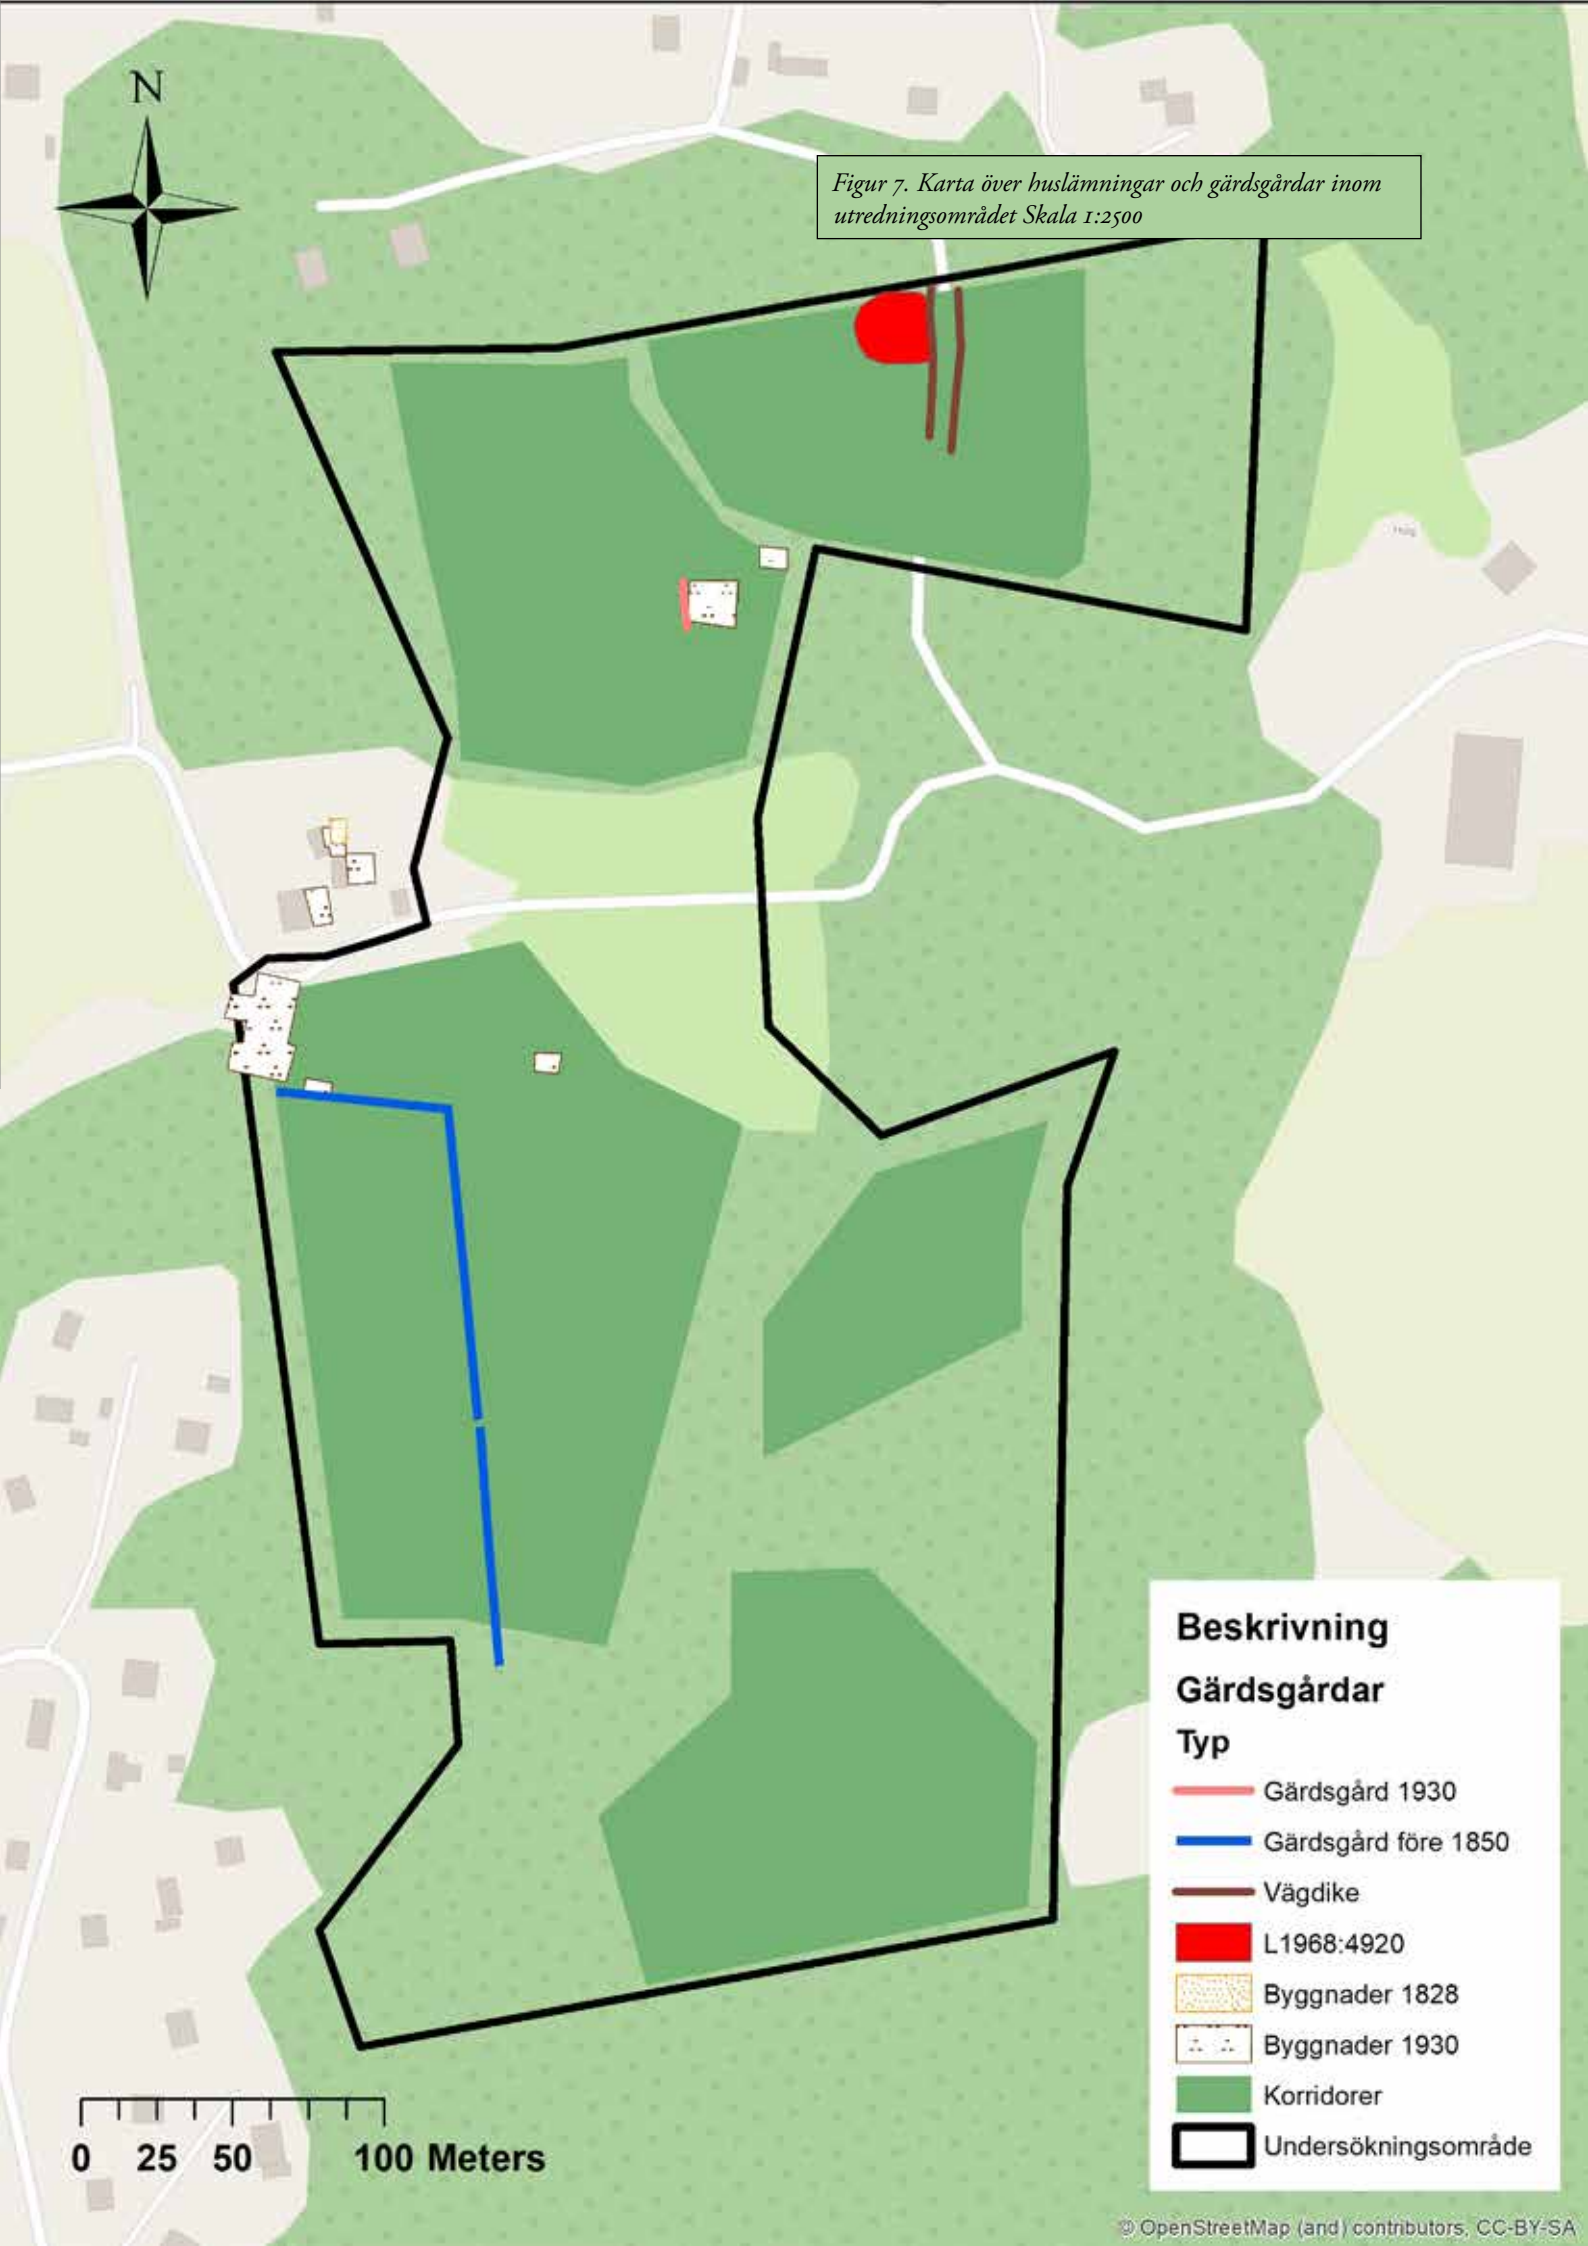 N
Figur 7. Karta över huslämningar och gärdsgårdar inom
utredningsområdet Skala 1:2500
Beskrivning
Gärdsgårdar
Typ
Gärdsgård 1930
Gärdsgård före 1850
Vägdike
L1968:4920
Byggnader 1828
Byggnader 1930
Korridorer
Undersökningsområde
0 25 50 100 Meters
© OpenStreetMap (and) contributors, CC-BY-SA